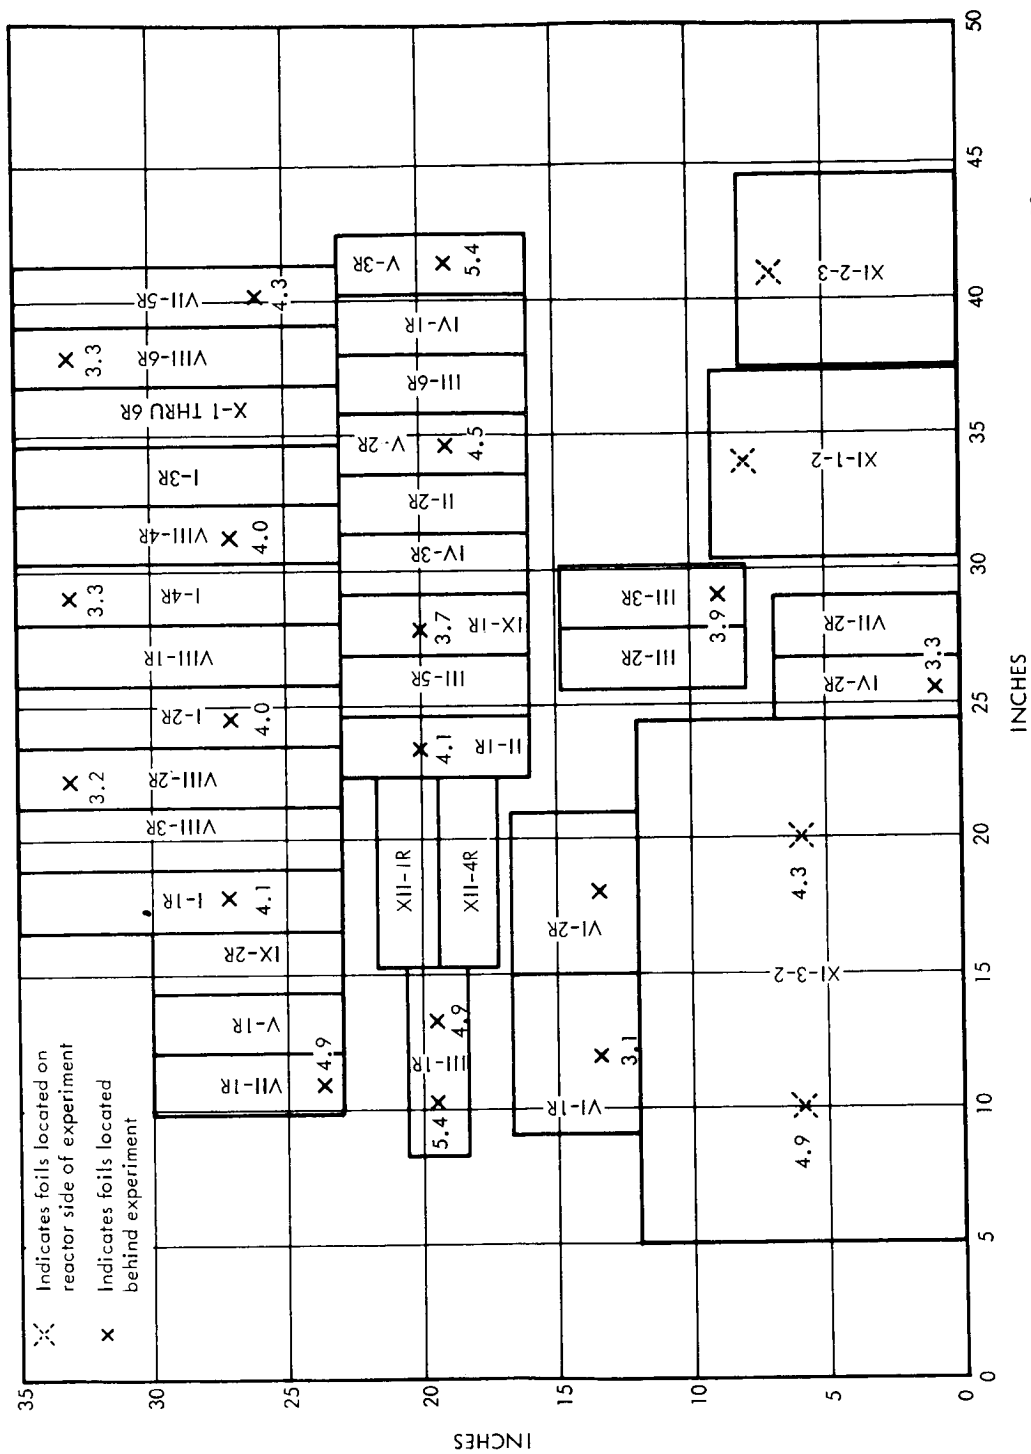 Indicates foils located on
reactor side of experiment
Indicates foils located
behind experiment
INCHES
35
30
25
20
15
10
5
0
VII-1R
4.9
V-1R
IX-2R
I-1R
4.1
VIII-3R
VIII-2R
3.2
I-2R
4.0
VIII-1R
I-4R
3.3
VIII-4R
4.0
I-3R
X-1 THRU 6R
VIII-6R
3.3
VII-5R
4.3
5.4
III-1R
4.9
XII-1R
XII-4R
II-1R
4.1
III-5R
IX-1R
3.7
IV-3R
II-2R
V-2R
4.5
III-6R
IV-1R
V-3R
5.4
VI-1R
3.1
VI-2R
III-2R
III-3R
3.9
4.9
XI-3-2
4.3
IV-2R
3.3
VII-2R
XI-1-2
XI-2-3
0
5
10
15
20
25
30
35
40
45
50
INCHES